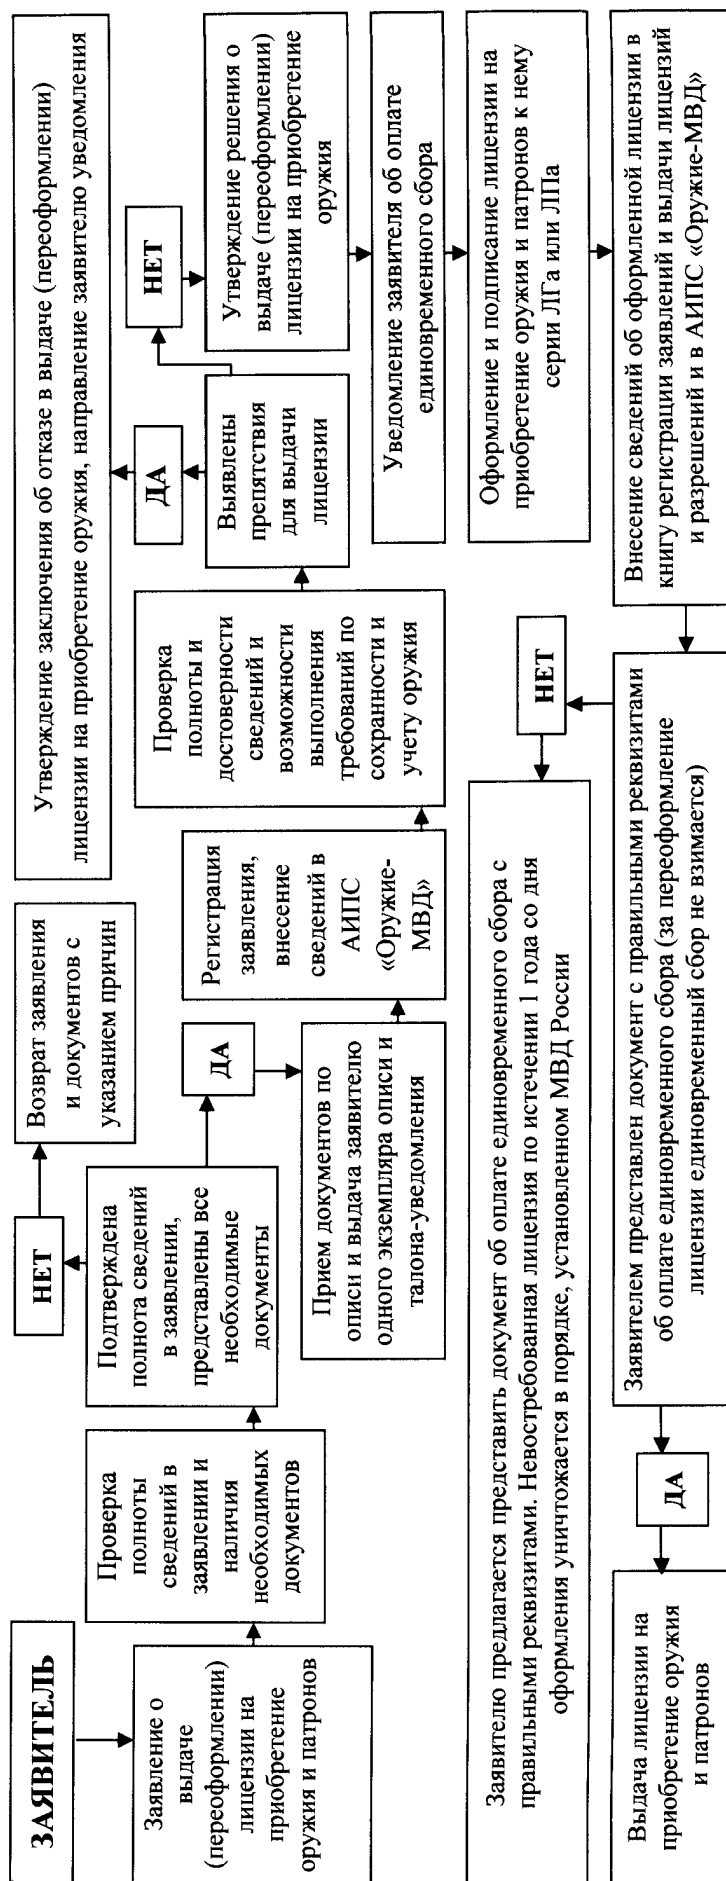 ЗАЯВИТЕЛЬ
Заявление о
выдаче
(переоформлении)
лицензии на
приобретение
оружия и патронов
Проверка
полноты
сведений в
заявлении и
наличия
необходимых
документов
Подтверждена
полнота сведений
в заявлении,
представлены все
необходимые
документы
НЕТ
Возврат заявления
и документов с
указанием причин
ДА
Прием документов по
описи и выдача заявителю
одного экземпляра описи и
талона-уведомления
Регистрация
заявления,
внесение
сведений в
АИПС
«Оружие-
МВД»
Проверка
полноты и
достоверности
сведений и
возможности
выполнения
требований по
сохранности и
учету оружия
Выявлены
препятствия
для выдачи
лицензии
ДА
Утверждение заключения об отказе в выдаче (переоформлении)
лицензии на приобретение оружия, направление заявителю уведомления
НЕТ
Утверждение решения о
выдаче (переоформлении)
лицензии на приобретение
оружия
Уведомление заявителя об оплате
единовременного сбора
Оформление и подписание лицензии на
приобретение оружия и патронов к нему
серии ЛГа или ЛПа
Внесение сведений об оформленной лицензии в
книгу регистрации заявлений и выдачи лицензий
и разрешений и в АИПС «Оружие-МВД»
Заявителем представлен документ с правильными реквизитами
об оплате единовременного сбора (за переоформление
лицензии единовременный сбор не взимается)
НЕТ
Заявителю предлагается представить документ об оплате единовременного сбора с
правильными реквизитами. Невостребованная лицензия по истечении 1 года со дня
оформления уничтожается в порядке, установленном МВД России
ДА
Выдача лицензии на
приобретение оружия
и патронов